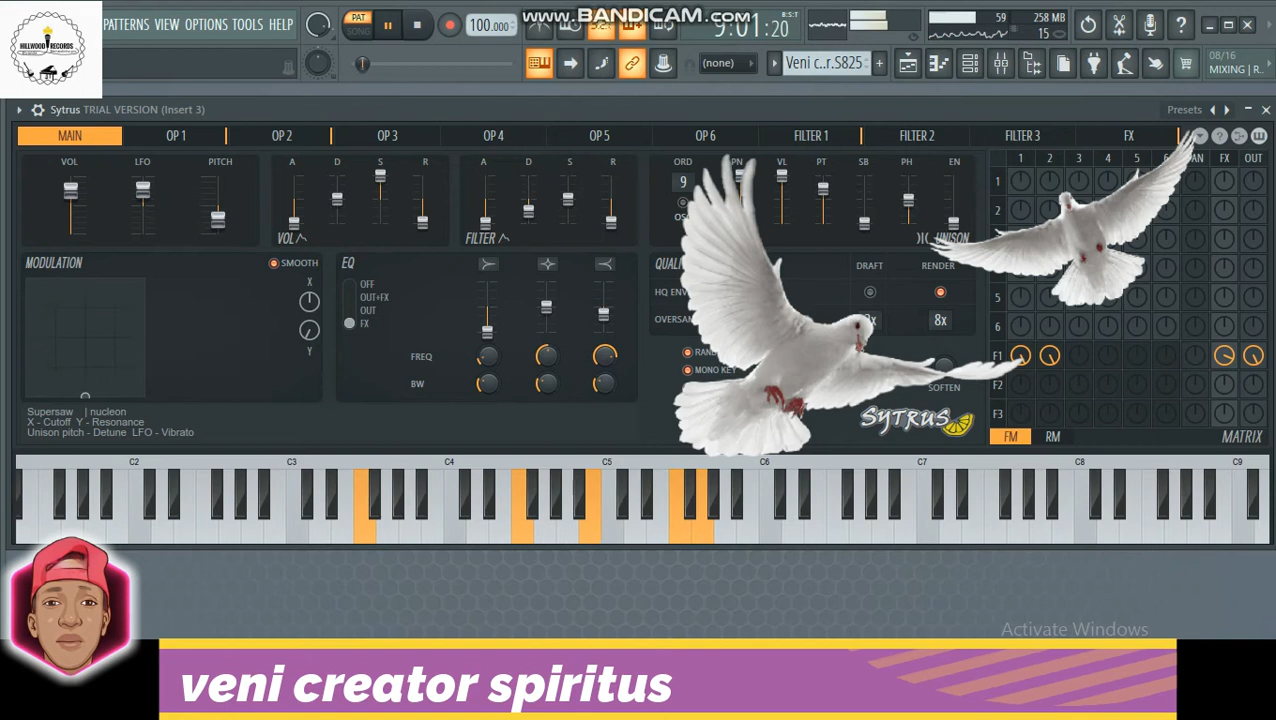 HILLWOOD RECORDS
PATTERNS VIEW OPTIONS TOOLS HELP
PAT
SONG
100.000
www.BANDICAM.com
9:01:20
B:S:T
59
258 MB
15
(none)
Veni c..r.S825
08/16
MIXING | R..
Sytrus TRIAL VERSION (Insert 3)
Presets
MAIN OP 1 OP 2 OP 3 OP 4 OP 5 OP 6 FILTER 1 FILTER 2 FILTER 3 FX
VOL LFO PITCH
A D S R
A D S R
ORD
VL PT SB PH EN
9
VOL
FILTER
UNISON
1 2 3 4 5
FX OUT
1
2
5
6
F1
F2
F3
MODULATION
SMOOTH
X
Y
EQ
OFF
OUT+FX
OUT
FX
FREQ
BW
DRAFT RENDER
HQ ENV
8x
MONO KEY
SOFTEN
SYTRUS
FM RM MATRIX
Supersaw | nucleon
X - Cutoff Y - Resonance
Unison pitch - Detune LFO - Vibrato
C2 C3 C4 C5 C6 C7 C8 C9
Activate Windows
veni creator spiritus